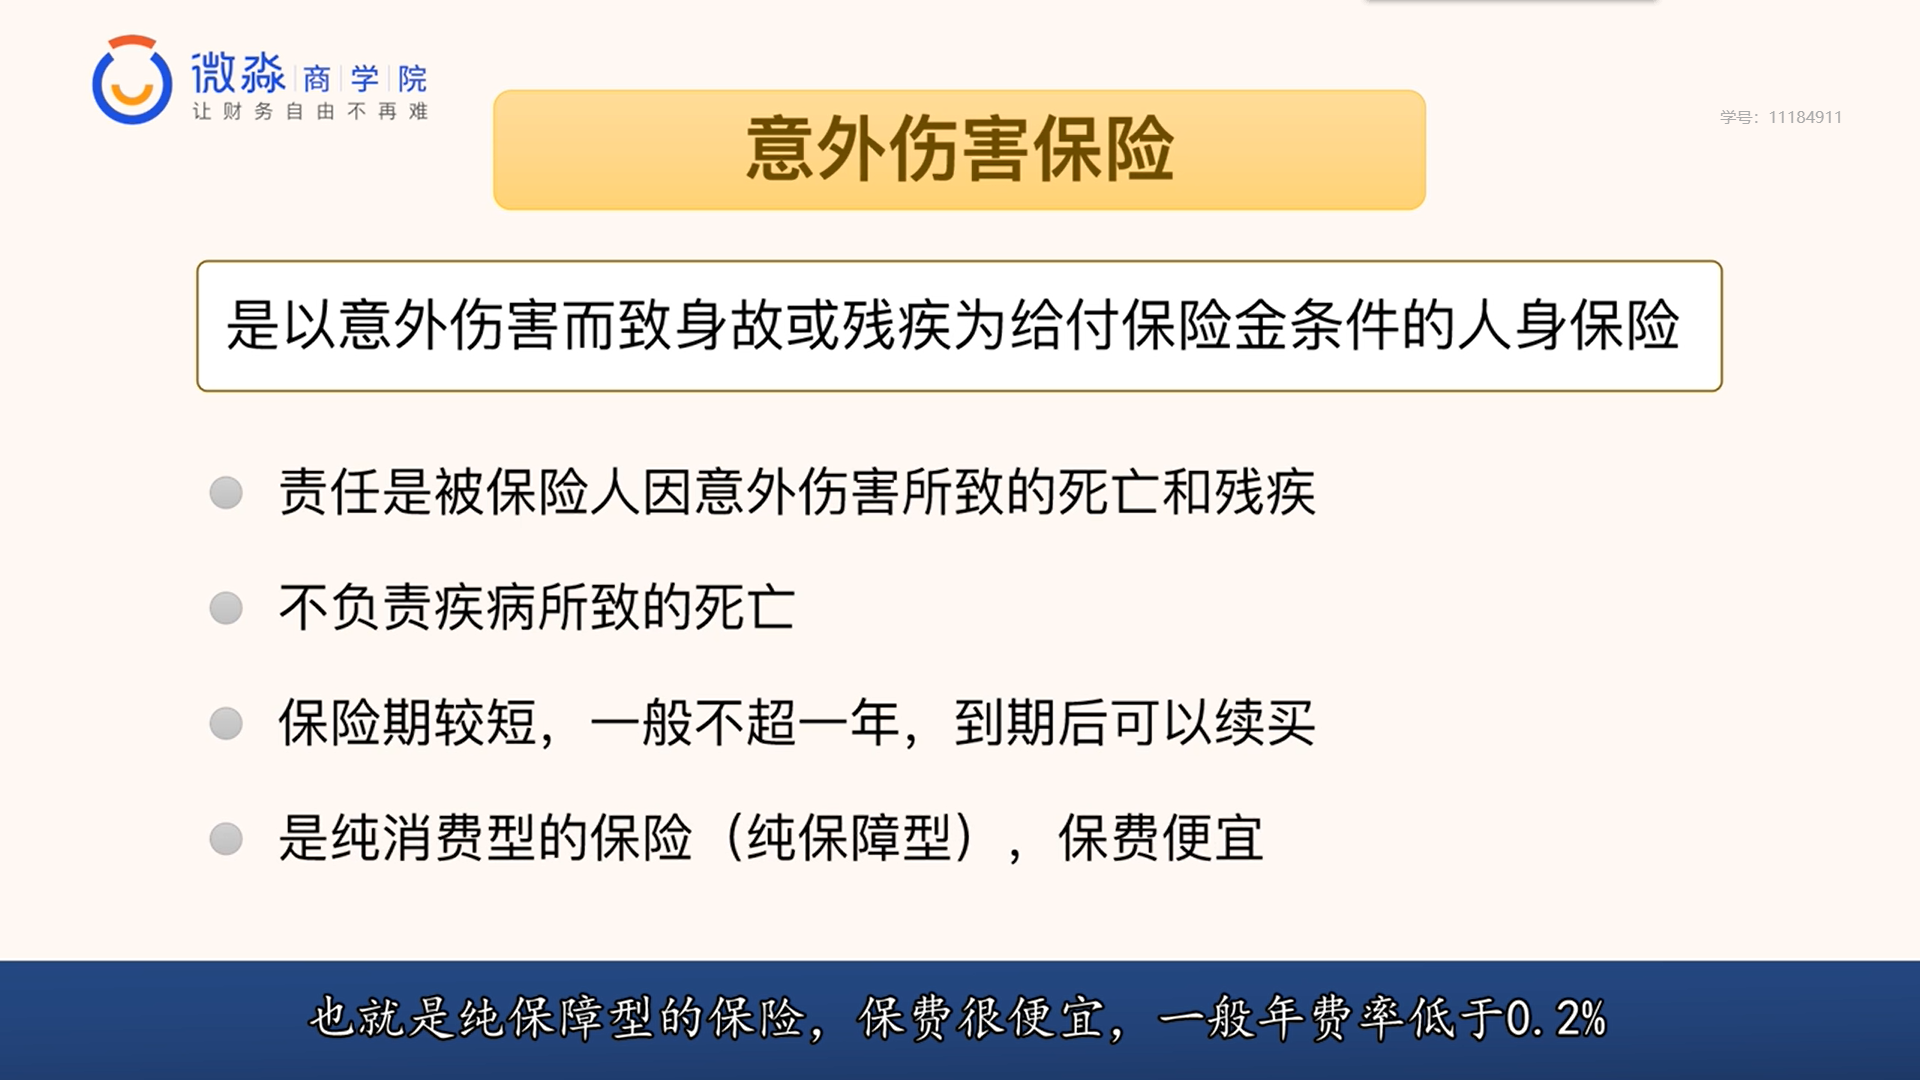 微淼商学院
让财务自由不再难
学号：11184911
意外伤害保险
是以意外伤害而致身故或残疾为给付保险金条件的人身保险
责任是被保险人因意外伤害所致的死亡和残疾
不负责疾病所致的死亡
保险期较短，一般不超一年，到期后可以续买
是纯消费型的保险（纯保障型），保费便宜
也就是纯保障型的保险，保费很便宜，一般年费率低于0.2%